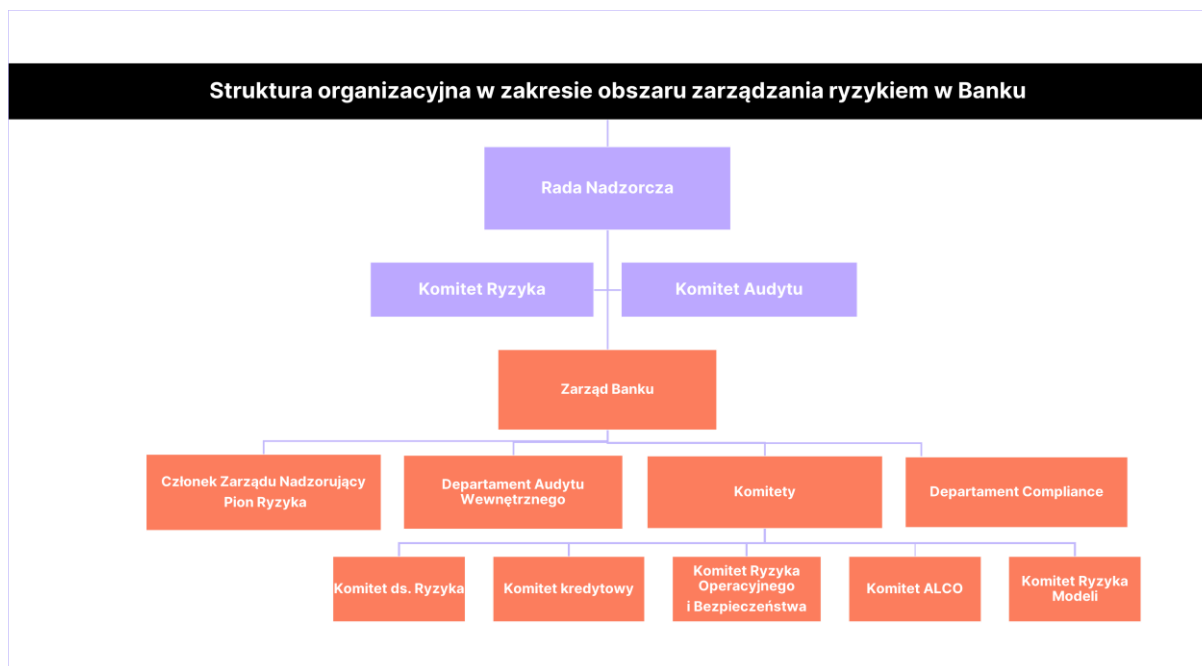 Struktura organizacyjna w zakresie obszaru zarządzania ryzykiem w Banku
Rada Nadzorcza
Komitet Ryzyka
Komitet Audytu
Zarząd Banku
Członek Zarządu Nadzorujący
Pion Ryzyka
Departament Audytu
Wewnętrznego
Komitety
Departament Compliance
Komitet ds. Ryzyka
Komitet kredytowy
Komitet Ryzyka
Operacyjnego
i Bezpieczeństwa
Komitet ALCO
Komitet Ryzyka
Modeli